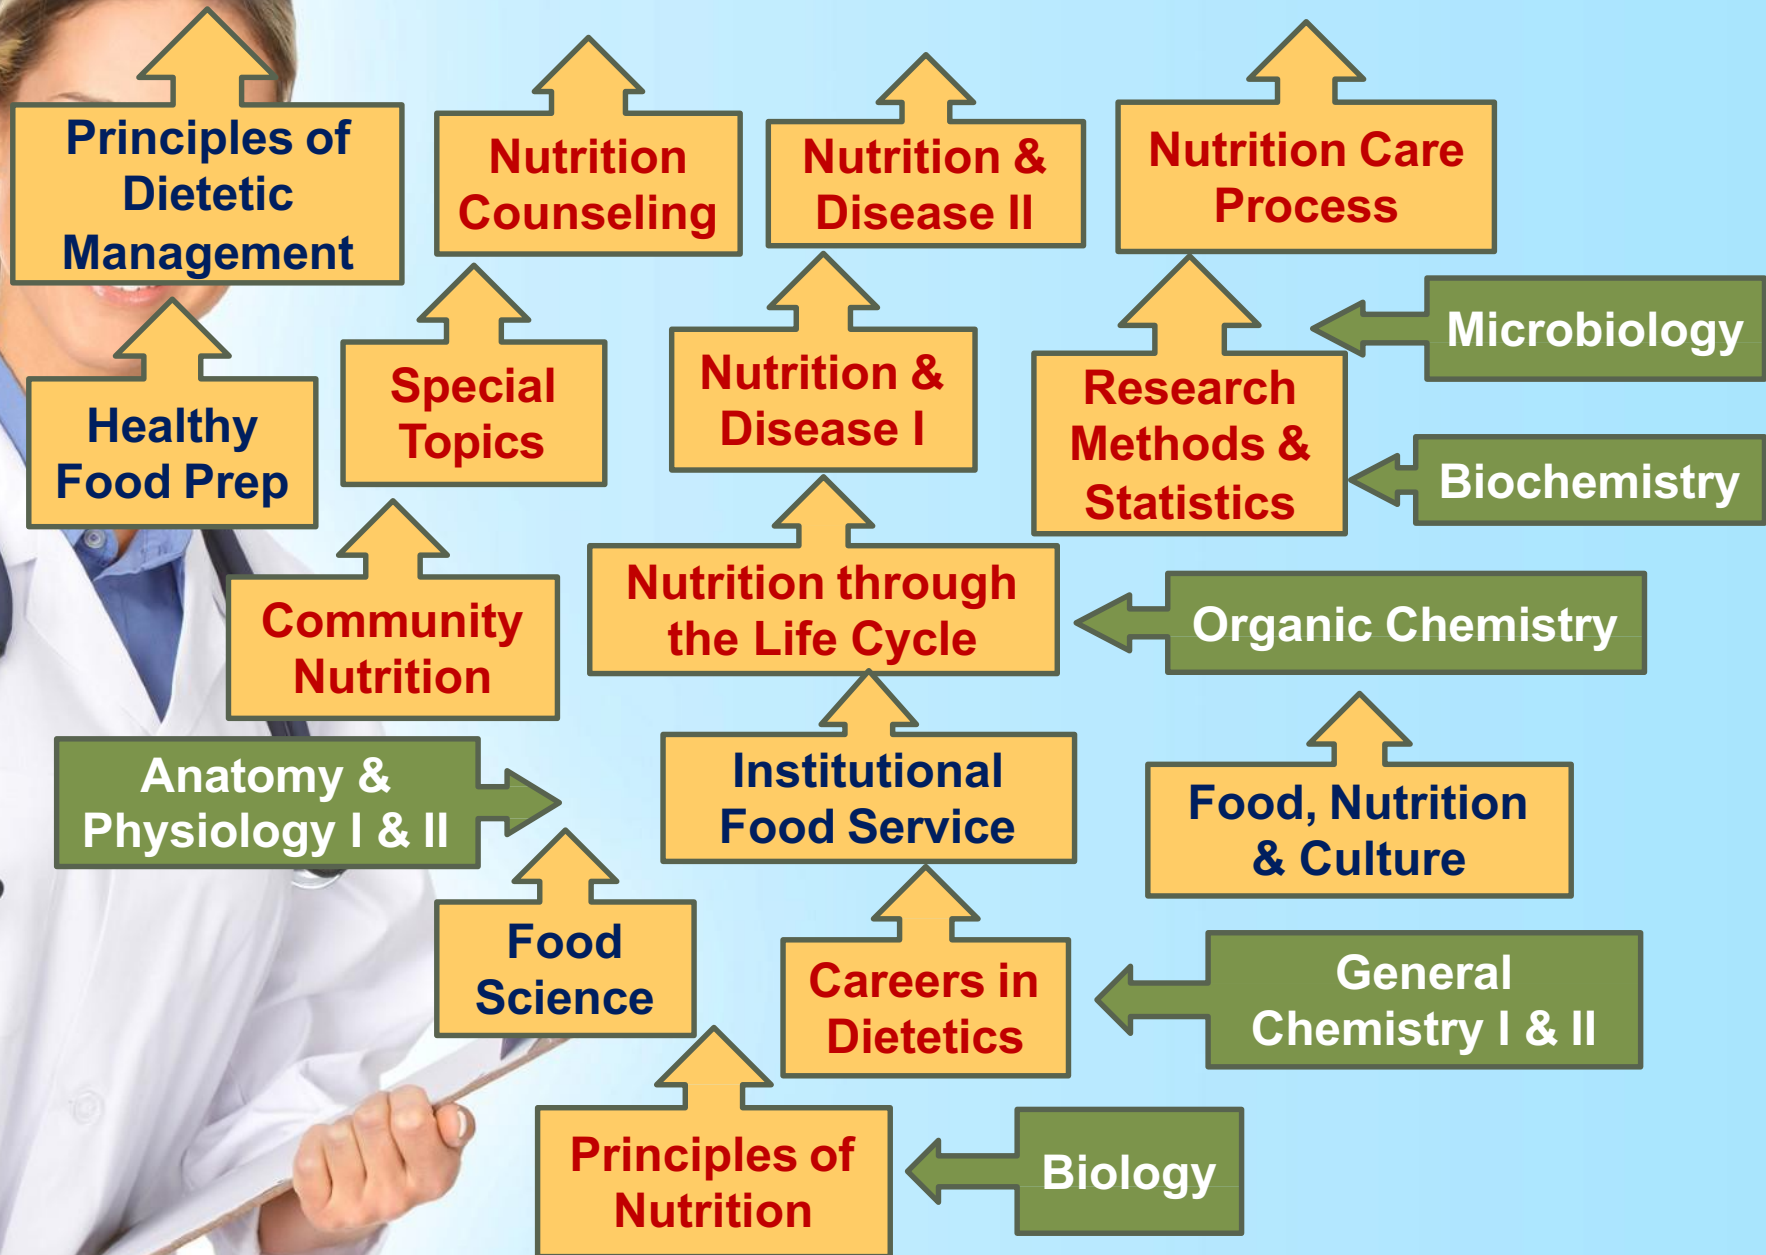 Principles of
Dietetic
Management
Nutrition
Counseling
Nutrition &
Disease II
Nutrition Care
Process
Microbiology
Healthy
Food Prep
Special
Topics
Nutrition &
Disease I
Research
Methods &
Statistics
Biochemistry
Community
Nutrition
Nutrition through
the Life Cycle
Organic Chemistry
Anatomy &
Physiology I & II
Institutional
Food Service
Food, Nutrition
& Culture
Food
Science
Careers in
Dietetics
General
Chemistry I & II
Principles of
Nutrition
Biology